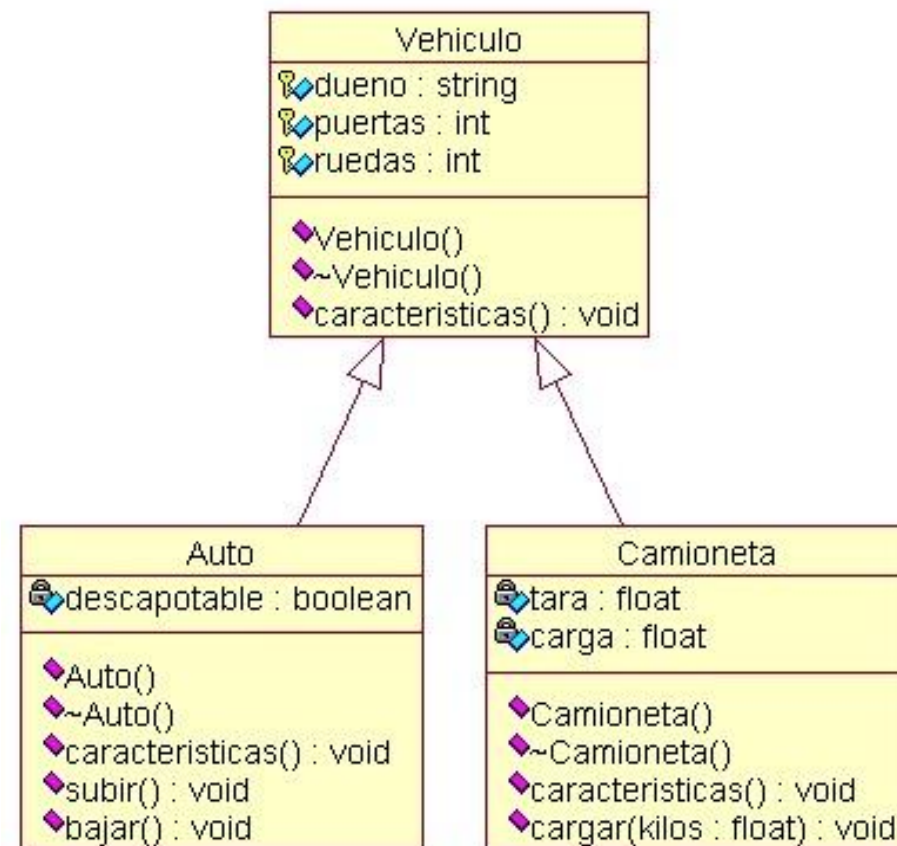 Vehiculo
dueno : string
puertas : int
ruedas : int
Vehiculo()
~Vehiculo()
caracteristicas() : void
Auto
descapotable : boolean
Auto()
~Auto()
caracteristicas() : void
subir() : void
bajar() : void
Camioneta
tara : float
carga : float
Camioneta()
~Camioneta()
caracteristicas() : void
cargar(kilos : float) : void